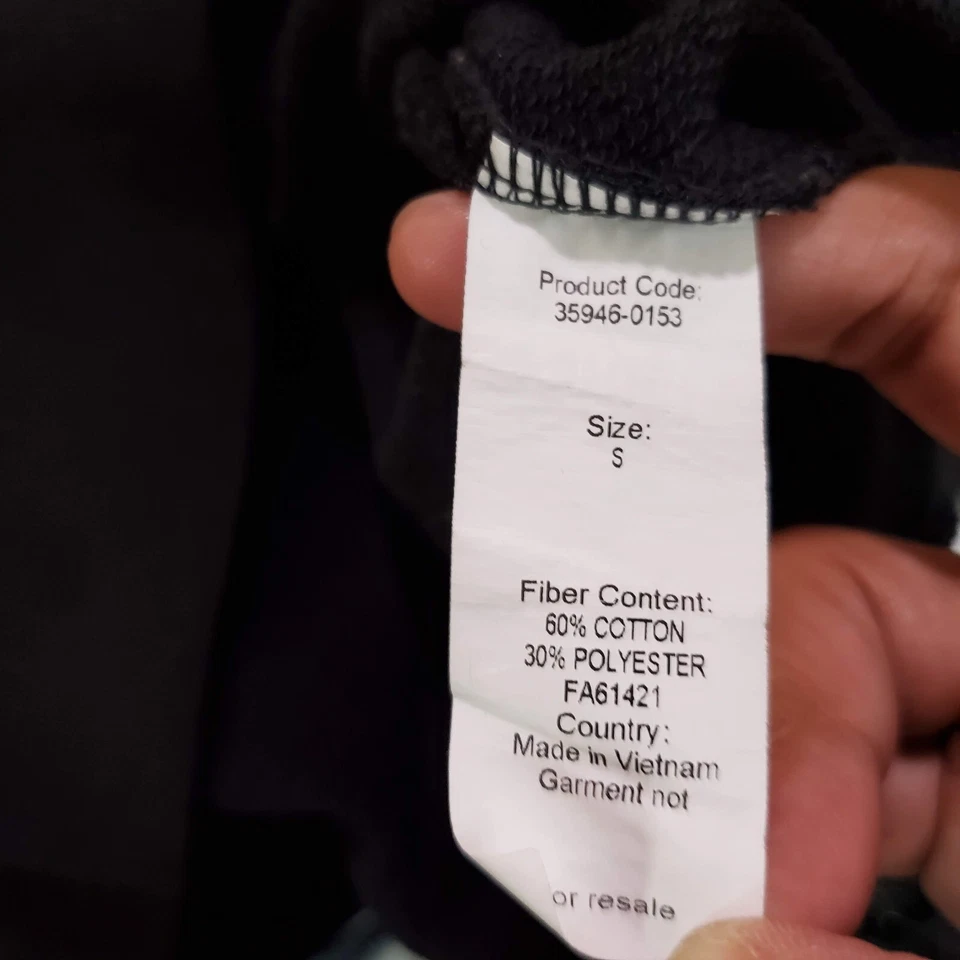 Product Code:
35946-0153
Size:
S
Fiber Content:
60% COTTON
30% POLYESTER
FA61421
Country:
Made in Vietnam
Garment not
or resale